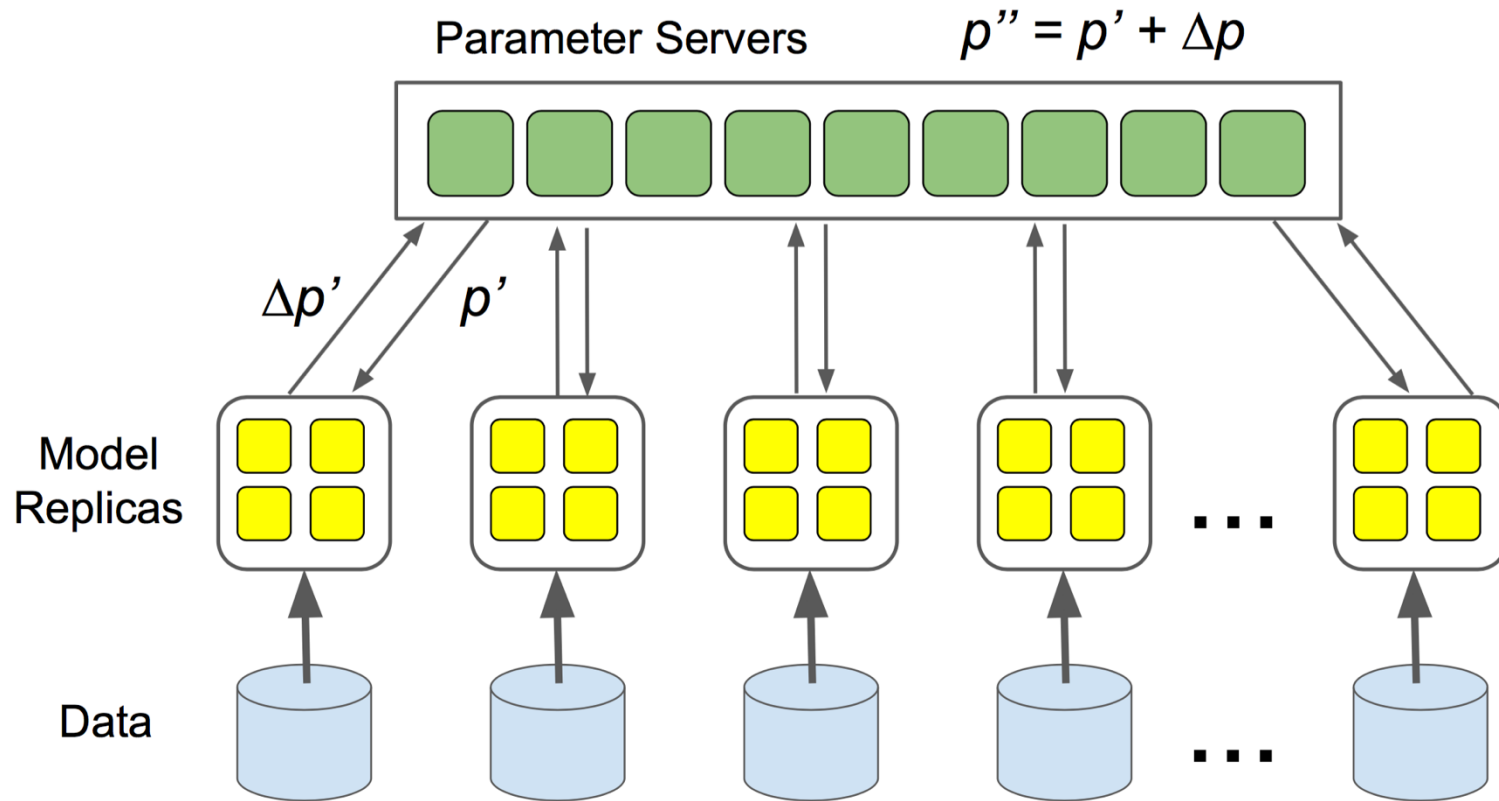 Parameter Servers
p’’ = p’ + Δp
Δp’
p’
Model
Replicas
...
Data
...